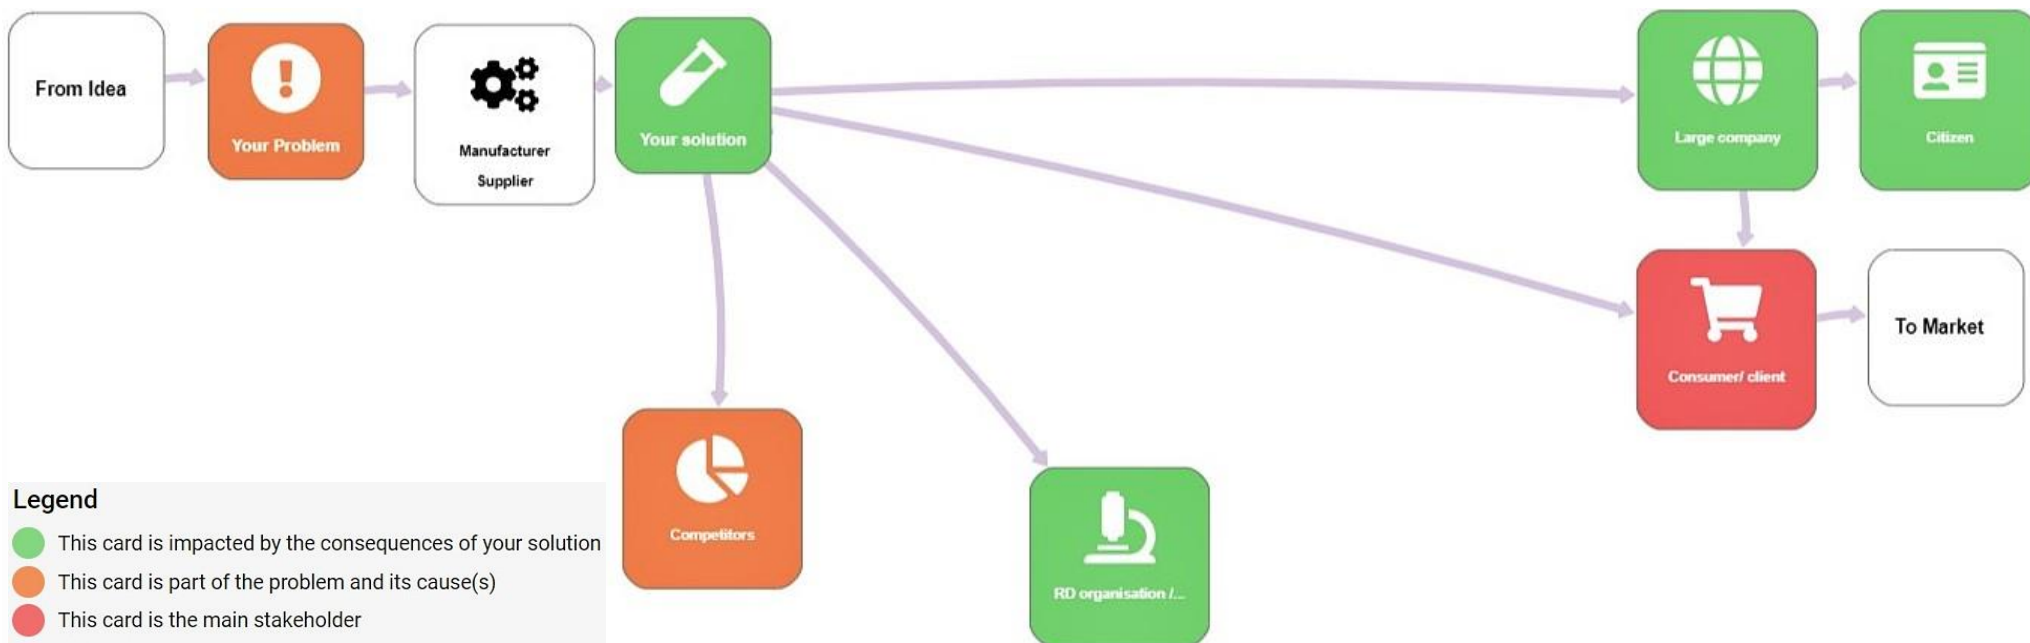 From Idea
Your Problem
Manufacturer
Supplier
Your solution
Large company
Citizen
Consumer/ client
To Market
Competitors
RD organisation /...
Legend
This card is impacted by the consequences of your solution
This card is part of the problem and its cause(s)
This card is the main stakeholder